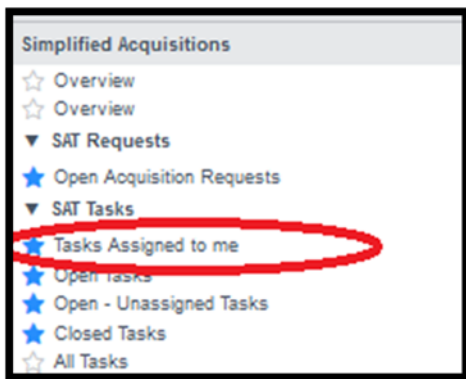 Simplified Acquisitions
Overview
Overview
SAT Requests
Open Acquisition Requests
SAT Tasks
Tasks Assigned to me
Open Tasks
Open - Unassigned Tasks
Closed Tasks
All Tasks